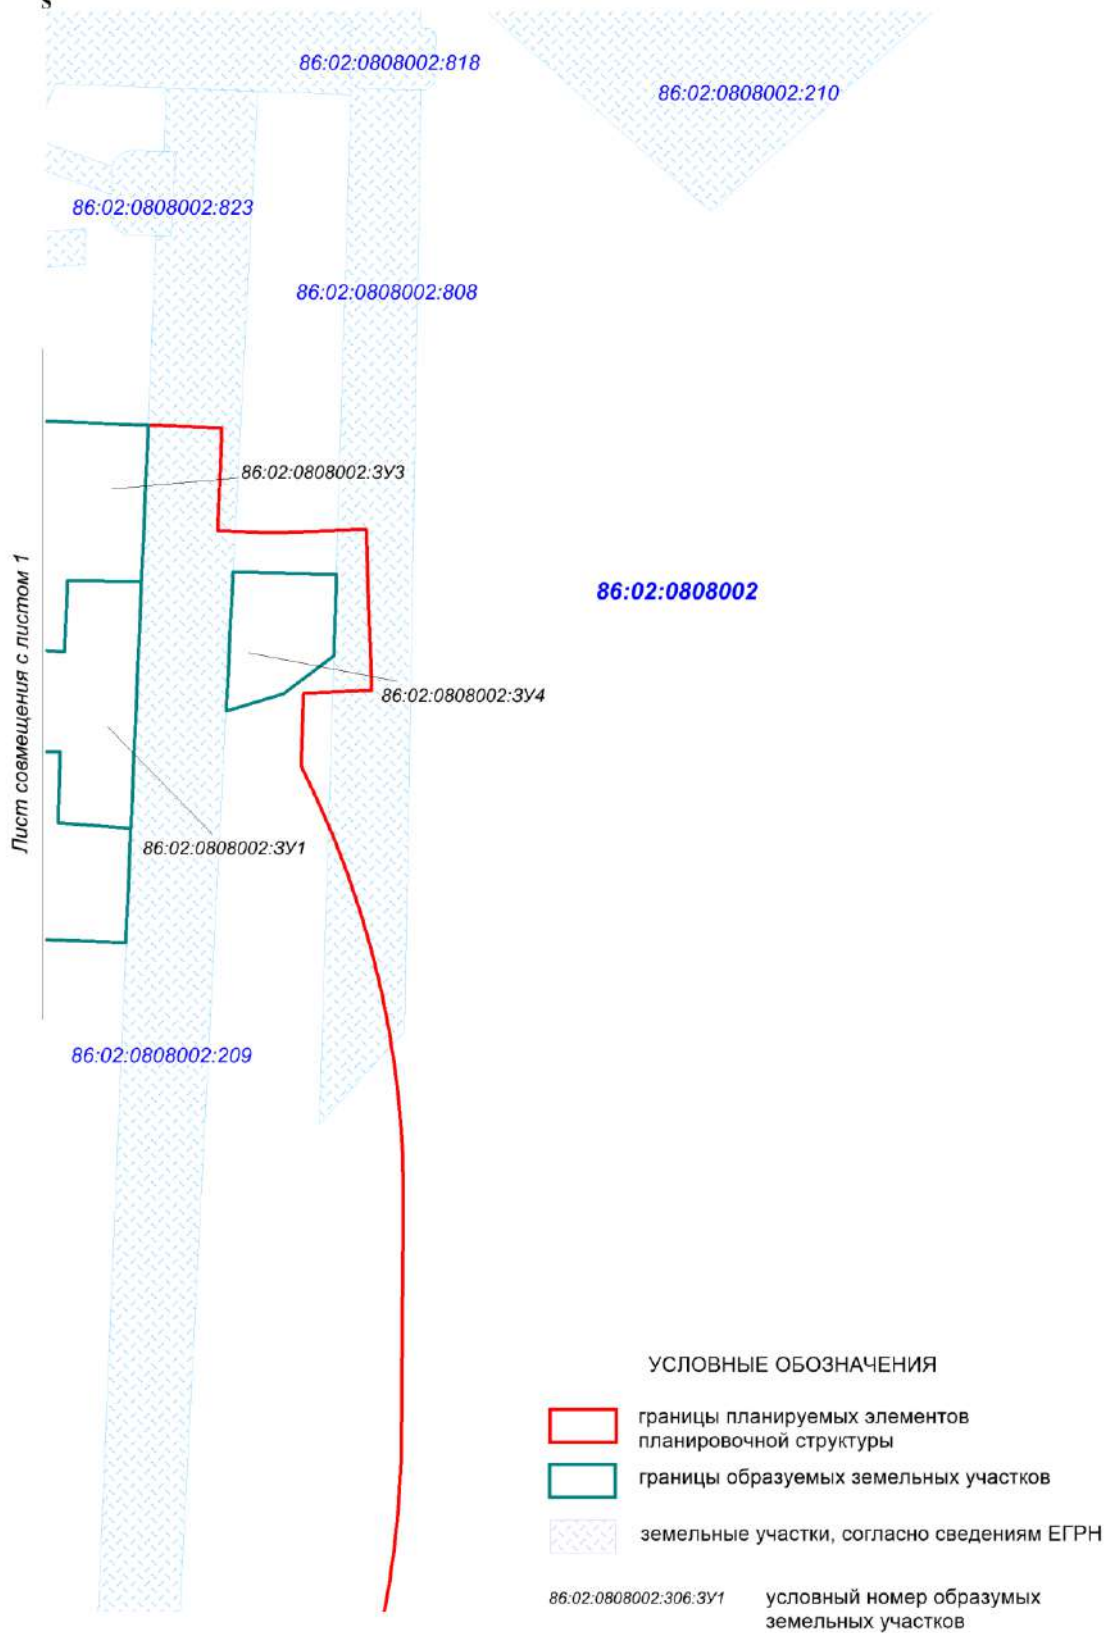 s
86:02:0808002:818
86:02:0808002:210
86:02:0808002:823
86:02:0808002:808
86:02:0808002:ЗУ3
Лист совмещения с листом 1
86:02:0808002
86:02:0808002:ЗУ4
86:02:0808002:ЗУ1
86:02:0808002:209
УСЛОВНЫЕ ОБОЗНАЧЕНИЯ
границы планируемых элементов
планировочной структуры
границы образуемых земельных участков
земельные участки, согласно сведениям ЕГРН
86:02:0808002:306:ЗУ1 условный номер образумых
земельных участков